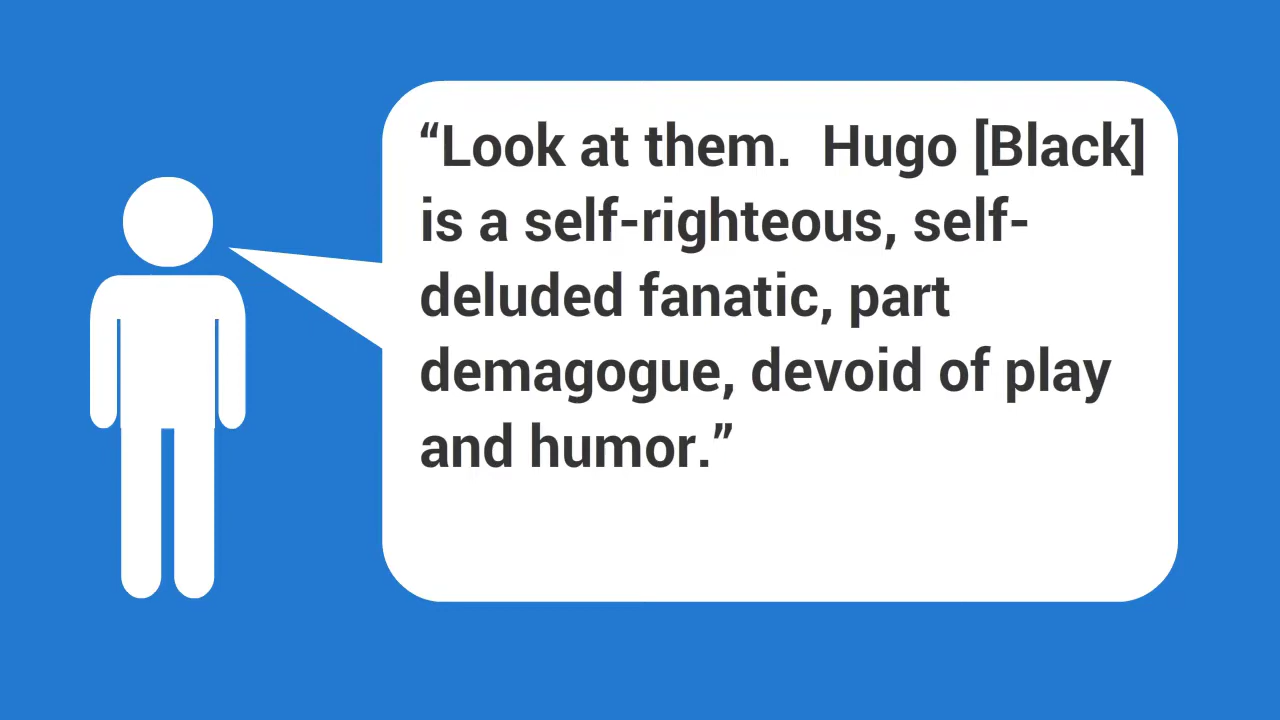 “Look at them.  Hugo [Black]
is a self-righteous, self-
deluded fanatic, part
demagogue, devoid of play
and humor.”